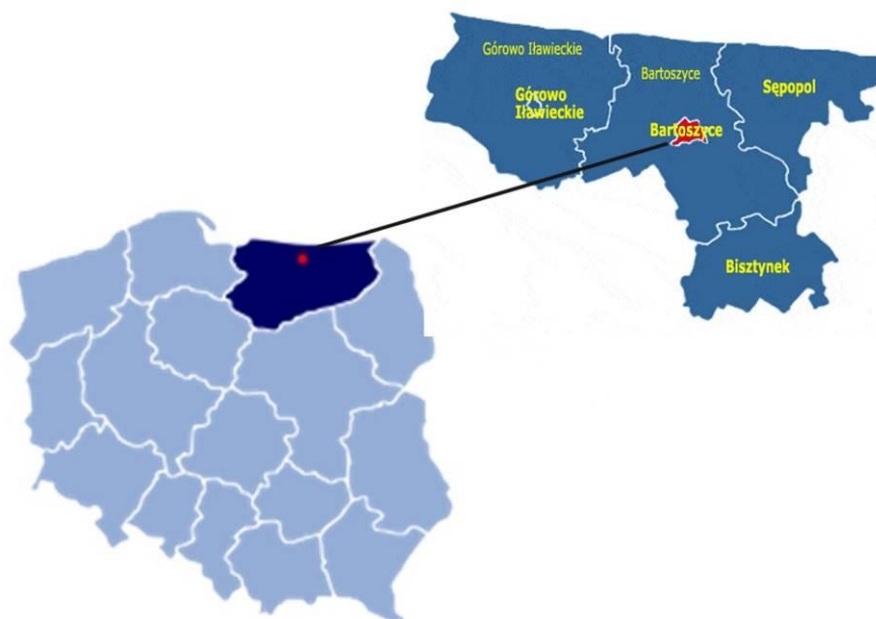 Górowo Iławieckie
Bartoszyce
Sępopol
Górowo
Iławieckie
Bartoszyce
Bisztynek